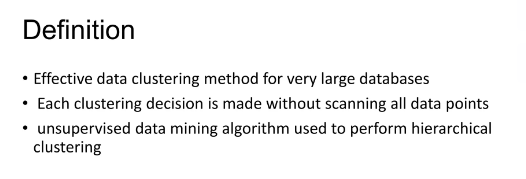 Definition
• Effective data clustering method for very large databases
• Each clustering decision is made without scanning all data points
• unsupervised data mining algorithm used to perform hierarchical
clustering